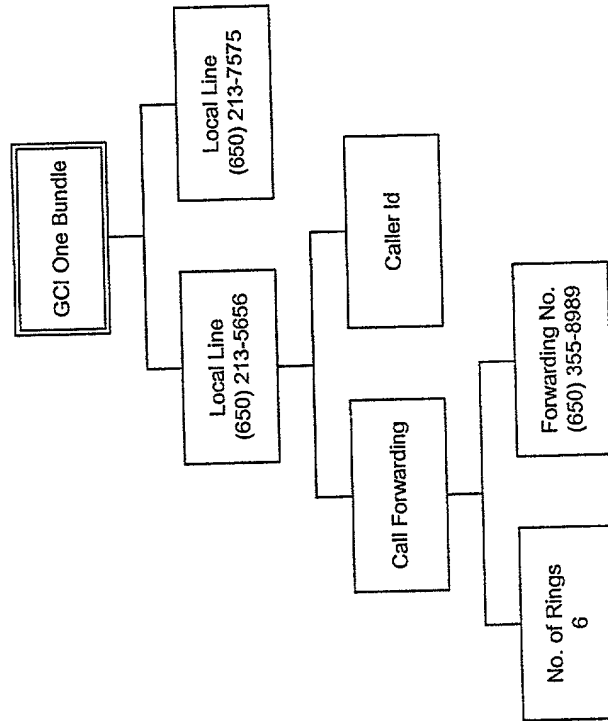 GCI One Bundle
Local Line
(650) 213-5656
Local Line
(650) 213-7575
Call Forwarding
Caller Id
No. of Rings
6
Forwarding No.
(650) 355-8989